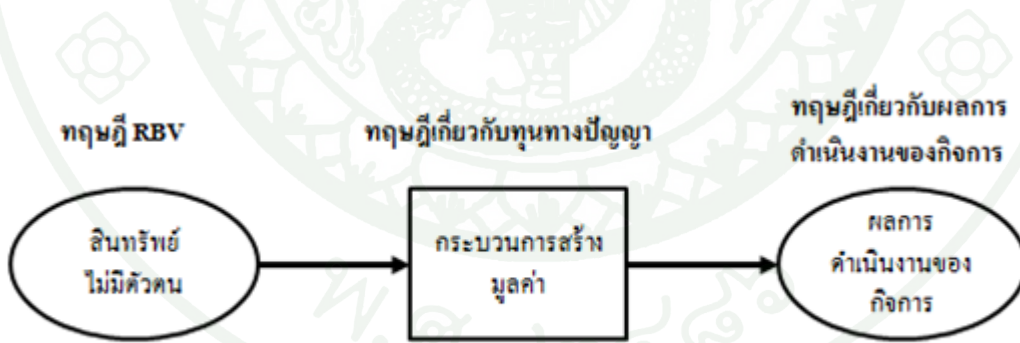 ทฤษฎี RBV
ทฤษฎีเกี่ยวกับทุนทางปัญญา
ทฤษฎีเกี่ยวกับผลการ
ดำเนินงานของกิจการ
สินทรัพย์
ไม่มีตัวตน
กระบวนการสร้าง
มูลค่า
ผลการ
ดำเนินงานของ
กิจการ